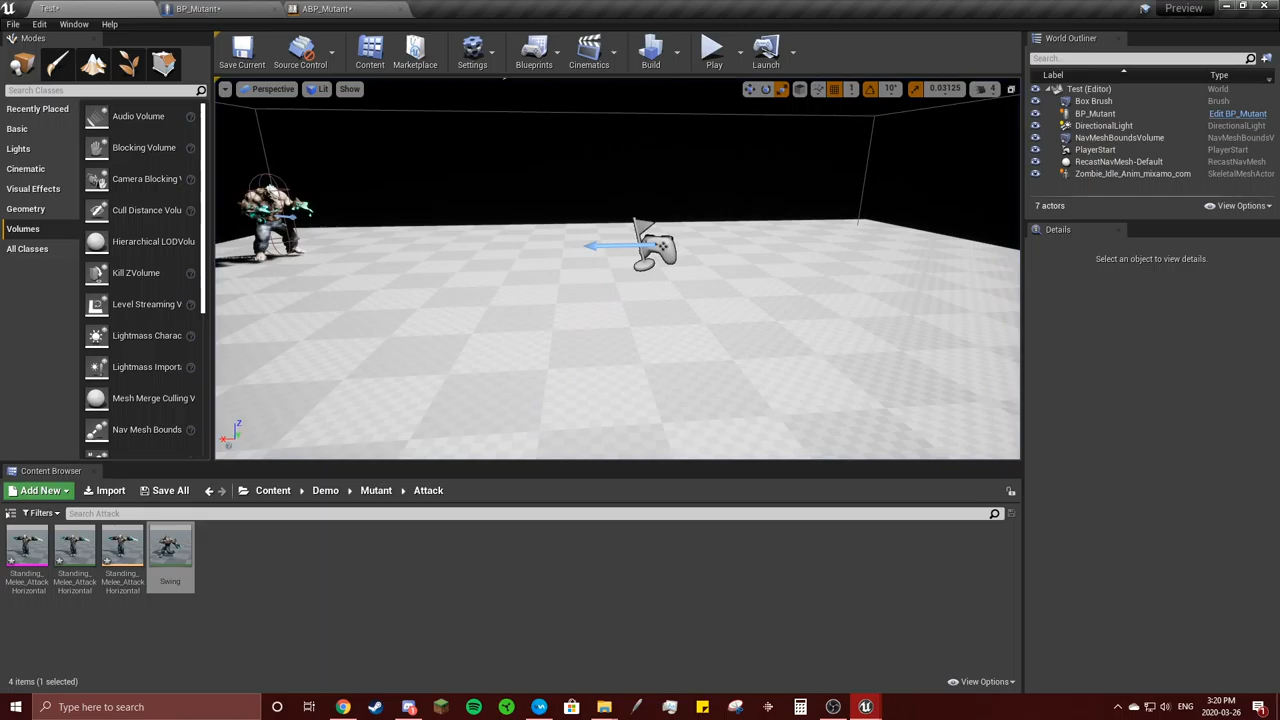 Test*
BP_Mutant*
ABP_Mutant*
Preview
File Edit Window Help
Modes
Search Classes
Recently Placed
Basic
Lights
Cinematic
Visual Effects
Geometry
Volumes
All Classes
Audio Volume
Blocking Volume
Camera Blocking V
Cull Distance Volu
Hierarchical LODVolu
Kill ZVolume
Level Streaming V
Lightmass Charac
Lightmass Importa
Mesh Merge Culling V
Nav Mesh Bounds
Save Current
Source Control
Content
Marketplace
Settings
Blueprints
Cinematics
Build
Play
Launch
Perspective
Lit
Show
1
10°
0.03125
4
Z
X
World Outliner
Search...
Label Type
Test (Editor) World
Box Brush Brush
BP_Mutant Edit BP_Mutant
DirectionalLight DirectionalLight
NavMeshBoundsVolume NavMeshBoundsV
PlayerStart PlayerStart
RecastNavMesh-Default RecastNavMesh
Zombie_Idle_Anim_mixamo_com SkeletalMeshActor
7 actors
View Options
Details
Select an object to view details.
Content Browser
Add New
Import
Save All
Content
Demo
Mutant
Attack
Filters
Search Attack
Standing_
Melee_Attack
Horizontal
Standing_
Melee_Attack
Horizontal
Standing_
Melee_Attack
Horizontal
Swing
4 items (1 selected)
View Options
Type here to search
3:20 PM
2020-03-26